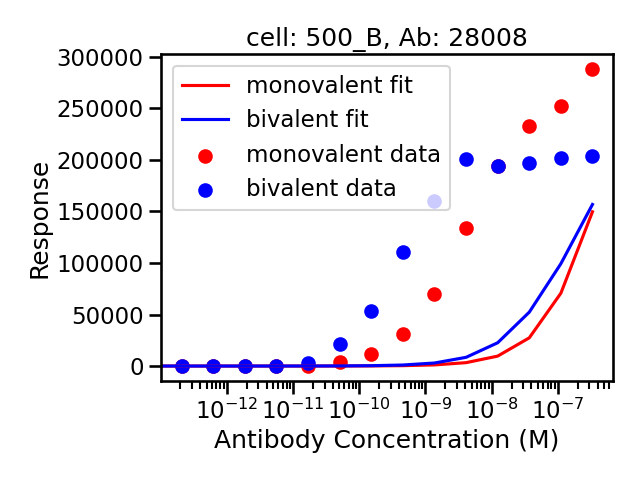 cell: 500_B, Ab: 28008
300000
250000
200000
150000
100000
50000
0
Response
monovalent fit
bivalent fit
monovalent data
bivalent data
10⁻¹² 10⁻¹¹ 10⁻¹⁰ 10⁻⁹ 10⁻⁸ 10⁻⁷
Antibody Concentration (M)